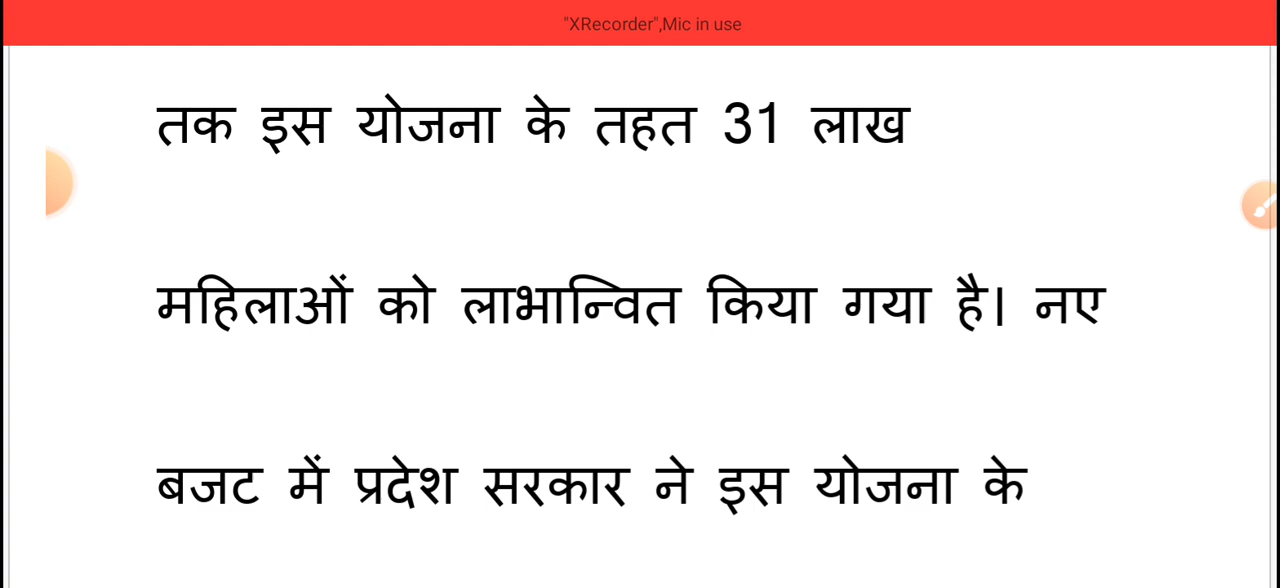 "XRecorder",Mic in use
तक इस योजना के तहत 31 लाख
महिलाओं को लाभान्वित किया गया है। नए
बजट में प्रदेश सरकार ने इस योजना के